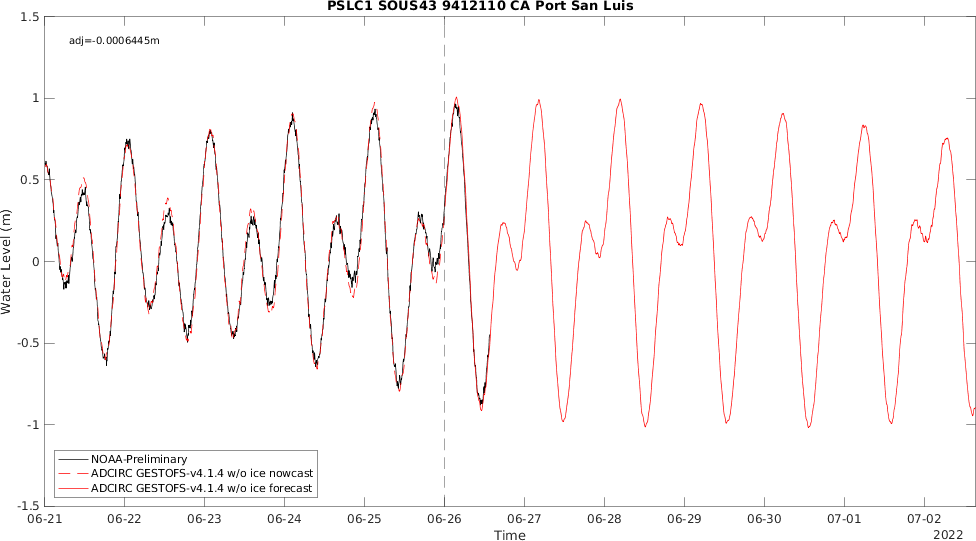 PSLC1 SOUS43 9412110 CA Port San Luis
adj=-0.0006445m
1.5
1
0.5
0
-0.5
-1
-1.5
Water Level (m)
NOAA-Preliminary
ADCIRC GESTOFS-v4.1.4 w/o ice nowcast
ADCIRC GESTOFS-v4.1.4 w/o ice forecast
06-21 06-22 06-23 06-24 06-25 06-26 06-27 06-28 06-29 06-30 07-01 07-02
Time
2022